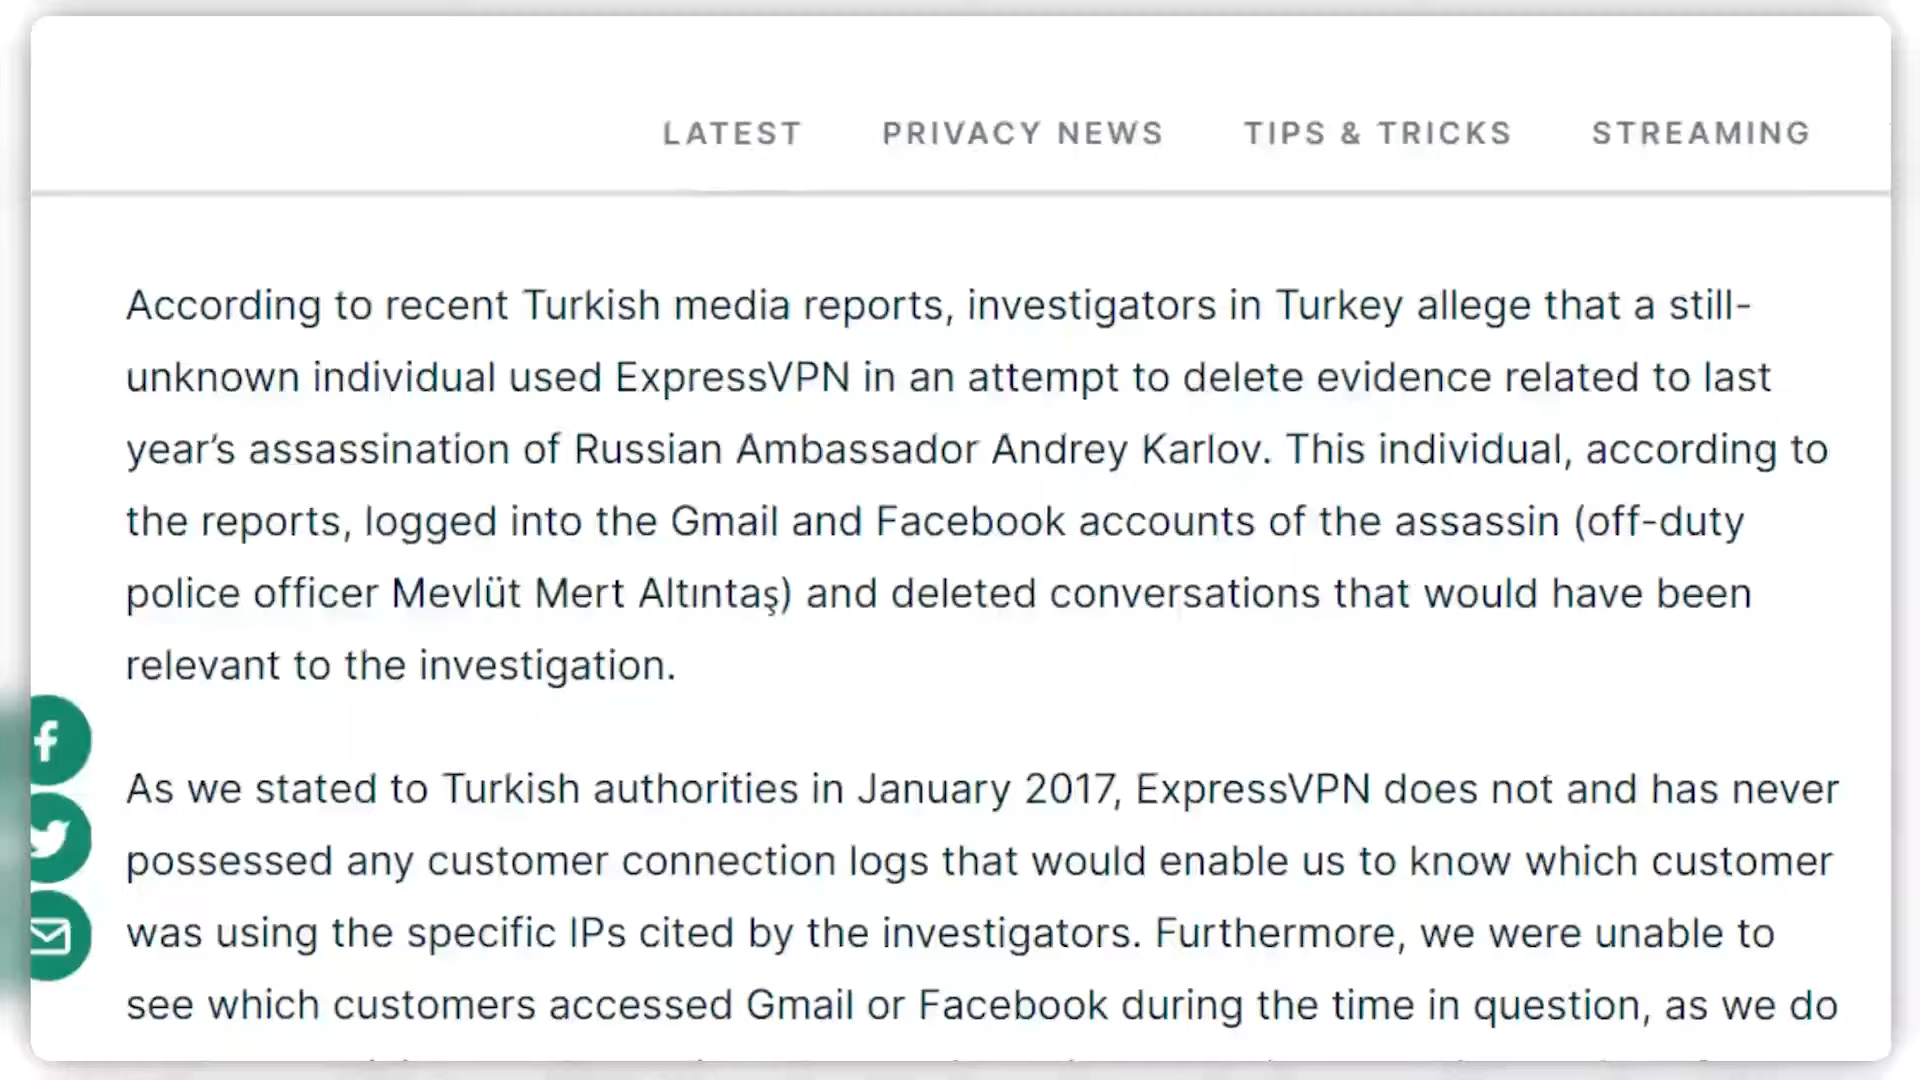 LATEST PRIVACY NEWS TIPS & TRICKS STREAMING
According to recent Turkish media reports, investigators in Turkey allege that a still-
unknown individual used ExpressVPN in an attempt to delete evidence related to last
year’s assassination of Russian Ambassador Andrey Karlov. This individual, according to
the reports, logged into the Gmail and Facebook accounts of the assassin (off-duty
police officer Mevlüt Mert Altıntaş) and deleted conversations that would have been
relevant to the investigation.
As we stated to Turkish authorities in January 2017, ExpressVPN does not and has never
possessed any customer connection logs that would enable us to know which customer
was using the specific IPs cited by the investigators. Furthermore, we were unable to
see which customers accessed Gmail or Facebook during the time in question, as we do